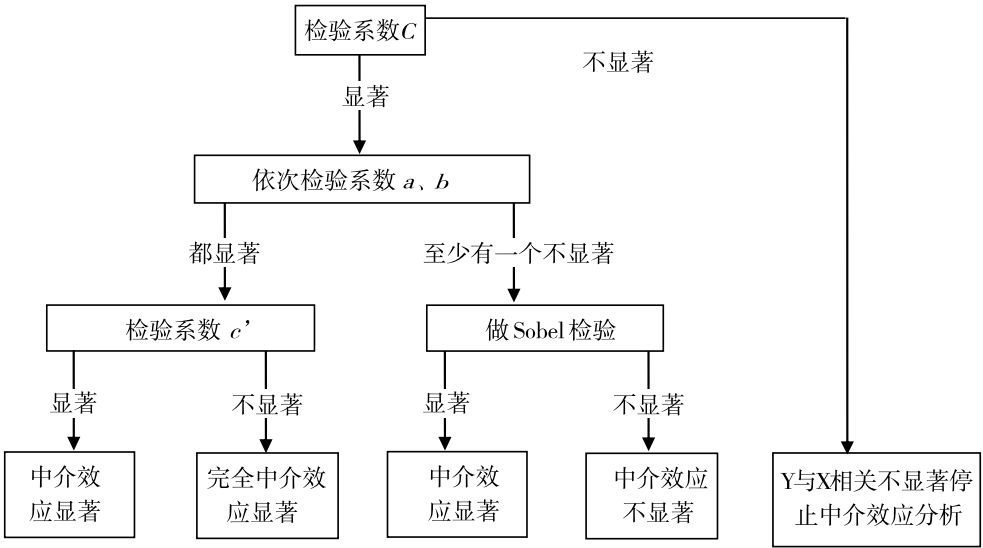 检验系数C
不显著
显著
依次检验系数 a、b
都显著
至少有一个不显著
检验系数 c’
做Sobel检验
显著
不显著
显著
不显著
中介效
应显著
完全中介效
应显著
中介效
应显著
中介效应
不显著
Y与X相关不显著停
止中介效应分析